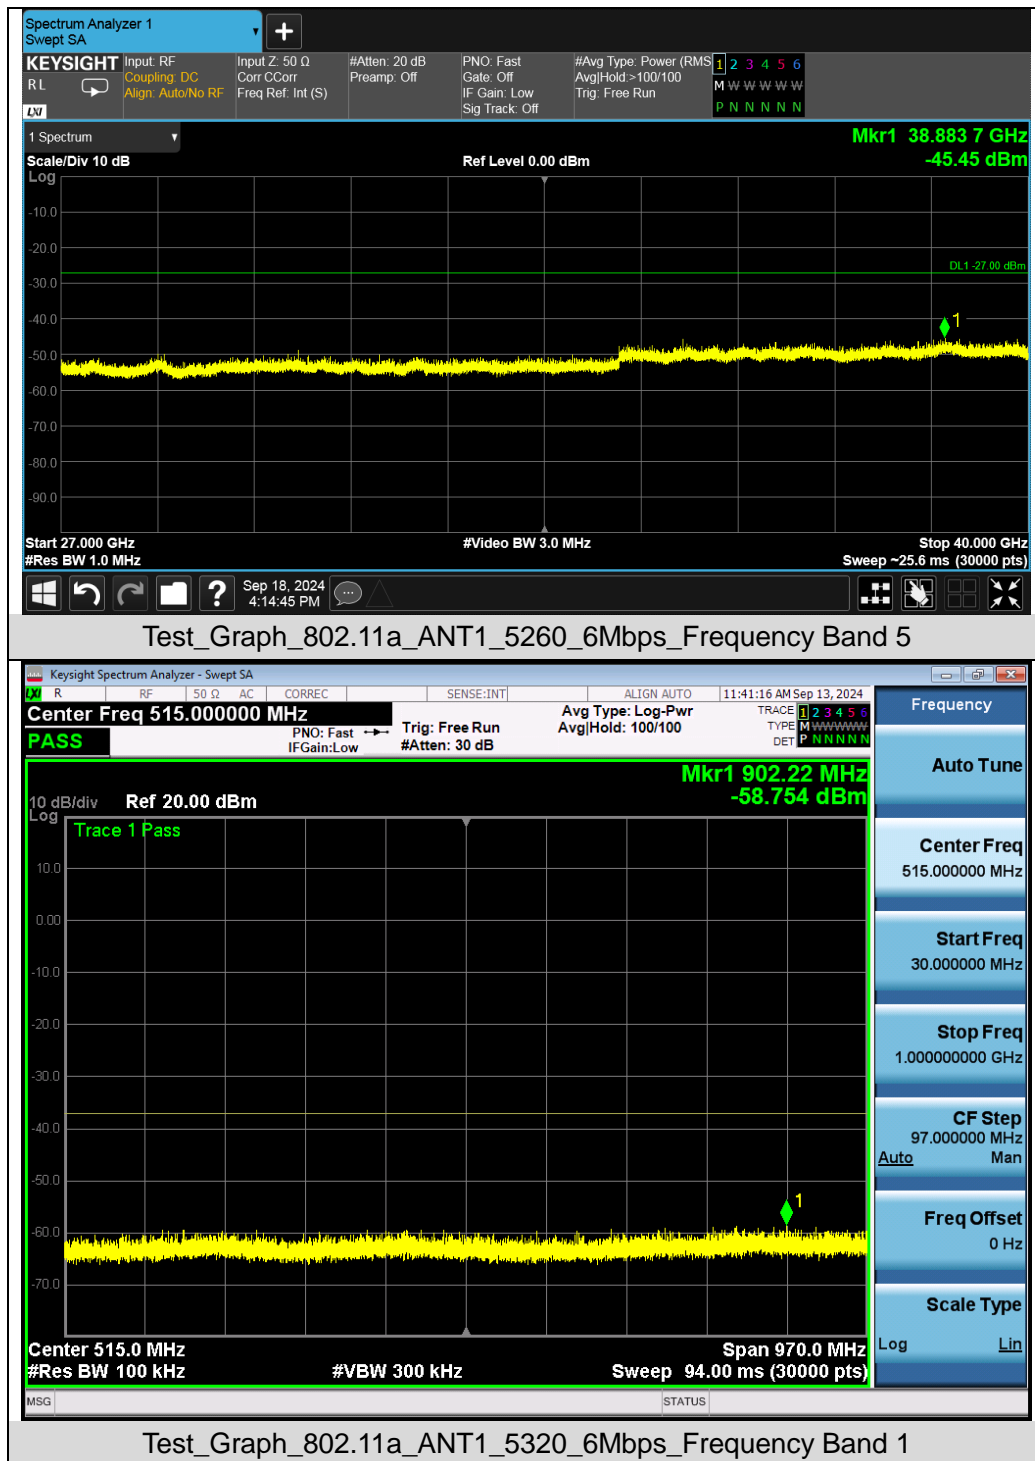 Spectrum Analyzer 1
Swept SA
KEYSIGHT
RL
LXI
Input: RF
Coupling: DC
Align: Auto/No RF
Input Z: 50 Ω
Corr CCorr
Freq Ref: Int (S)
#Atten: 20 dB
Preamp: Off
PNO: Fast
Gate: Off
IF Gain: Low
Sig Track: Off
#Avg Type: Power (RMS
Avg|Hold:>100/100
Trig: Free Run
1 2 3 4 5 6
M W W W W W
P N N N N N
1 Spectrum
Mkr1 38.883 7 GHz
Scale/Div 10 dB
Ref Level 0.00 dBm
-45.45 dBm
Log
-10.0
-20.0
DL1 -27.00 dBm
-30.0
-40.0
1
-50.0
-60.0
-70.0
-80.0
-90.0
Start 27.000 GHz
#Video BW 3.0 MHz
Stop 40.000 GHz
#Res BW 1.0 MHz
Sweep ~25.6 ms (30000 pts)
Sep 18, 2024
4:14:45 PM
Test_Graph_802.11a_ANT1_5260_6Mbps_Frequency Band 5
Keysight Spectrum Analyzer - Swept SA
LXI R RF 50 Ω AC CORREC SENSE:INT ALIGN AUTO 11:41:16 AM Sep 13, 2024
Center Freq 515.000000 MHz
PASS
PNO: Fast
IFGain:Low
Trig: Free Run
#Atten: 30 dB
Avg Type: Log-Pwr
Avg|Hold: 100/100
TRACE 1 2 3 4 5 6
TYPE M W W W W W
DET P N N N N N
Frequency
Auto Tune
Center Freq
515.000000 MHz
Start Freq
30.000000 MHz
Stop Freq
1.000000000 GHz
CF Step
97.000000 MHz
Auto Man
Freq Offset
0 Hz
Scale Type
Log Lin
Mkr1 902.22 MHz
-58.754 dBm
10 dB/div Ref 20.00 dBm
Log
Trace 1 Pass
10.0
0.00
-10.0
-20.0
-30.0
-40.0
-50.0
1
-60.0
-70.0
Center 515.0 MHz
Span 970.0 MHz
#Res BW 100 kHz
#VBW 300 kHz
Sweep 94.00 ms (30000 pts)
MSG
STATUS
Test_Graph_802.11a_ANT1_5320_6Mbps_Frequency Band 1